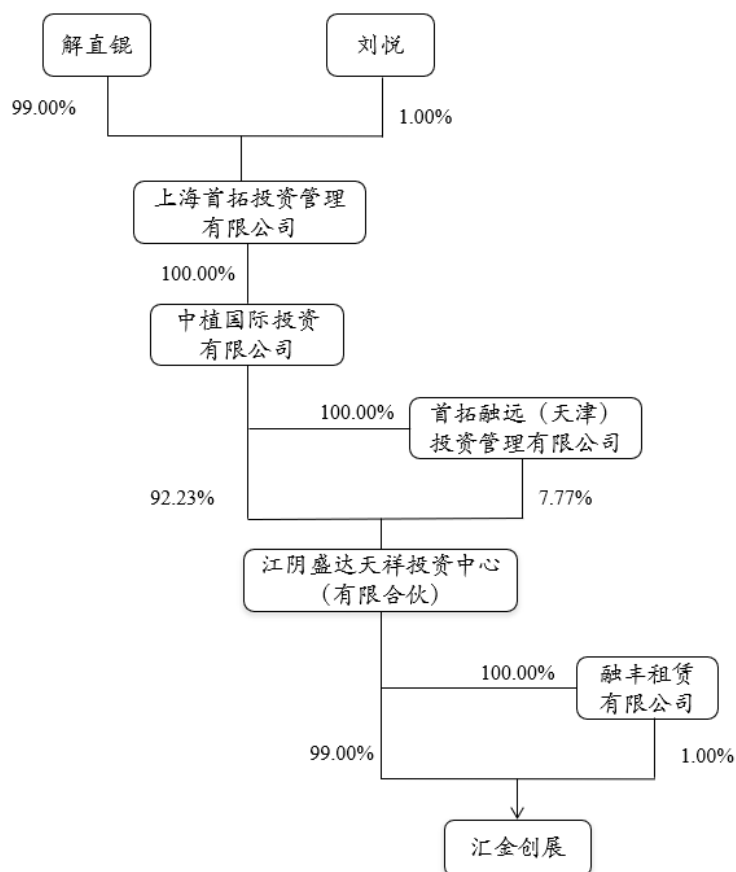 解直锟
刘悦
99.00%
1.00%
上海首拓投资管理
有限公司
100.00%
中植国际投资
有限公司
100.00%
首拓融远（天津）
投资管理有限公司
92.23%
7.77%
江阴盛达天祥投资中心
（有限合伙）
100.00%
融丰租赁
有限公司
99.00%
1.00%
汇金创展